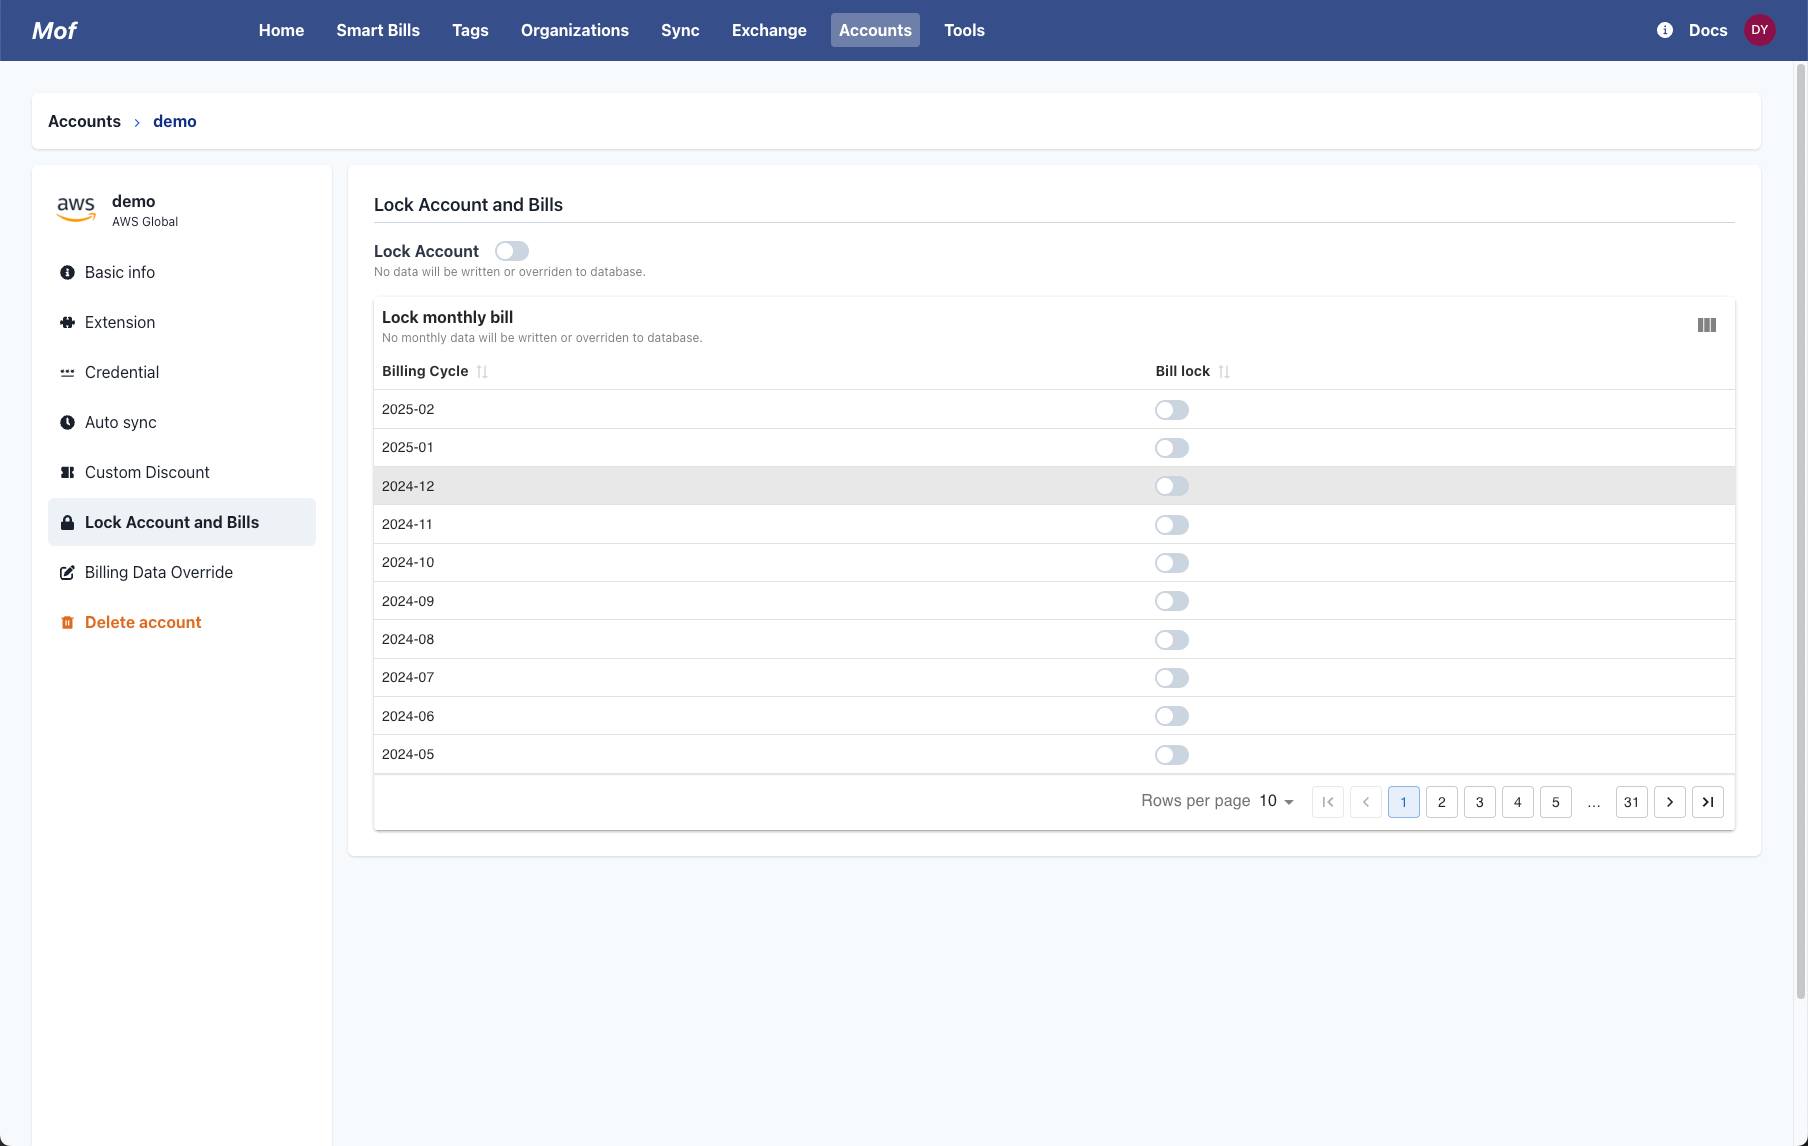 Mof
Home
Smart Bills
Tags
Organizations
Sync
Exchange
Accounts
Tools
Docs
DY
Accounts
demo
aws
demo
AWS Global
Basic info
Extension
Credential
Auto sync
Custom Discount
Lock Account and Bills
Billing Data Override
Delete account
Lock Account and Bills
Lock Account
No data will be written or overriden to database.
Lock monthly bill
No monthly data will be written or overriden to database.
Billing Cycle
Bill lock
2025-02
2025-01
2024-12
2024-11
2024-10
2024-09
2024-08
2024-07
2024-06
2024-05
Rows per page 10
1
2
3
4
5
...
31